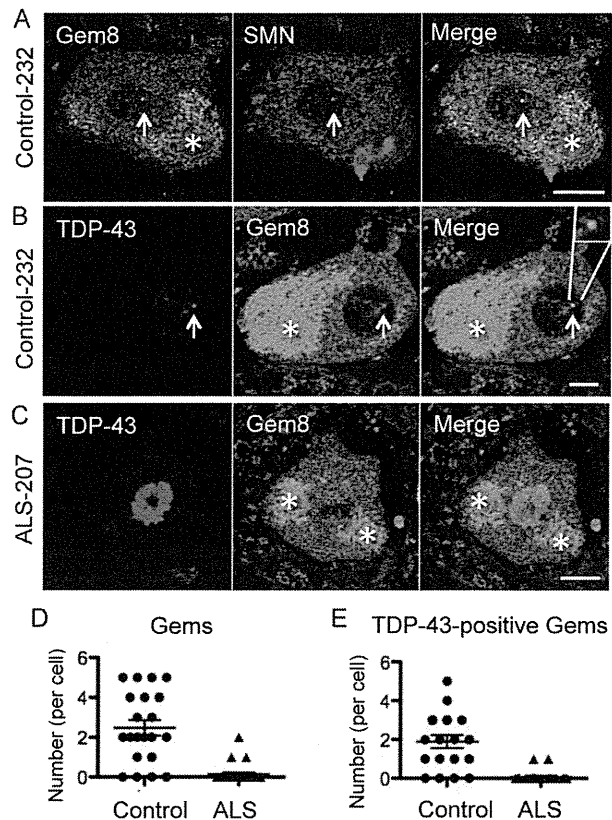 A Gem8 SMN Merge
Control-232
*
*
B TDP-43 Gem8 Merge
Control-232
*
*
C TDP-43 Gem8 Merge
ALS-207
*
*
*
*
D Gems
Number (per cell)
6
4
2
0
Control ALS
E TDP-43-positive Gems
Number (per cell)
6
4
2
0
Control ALS